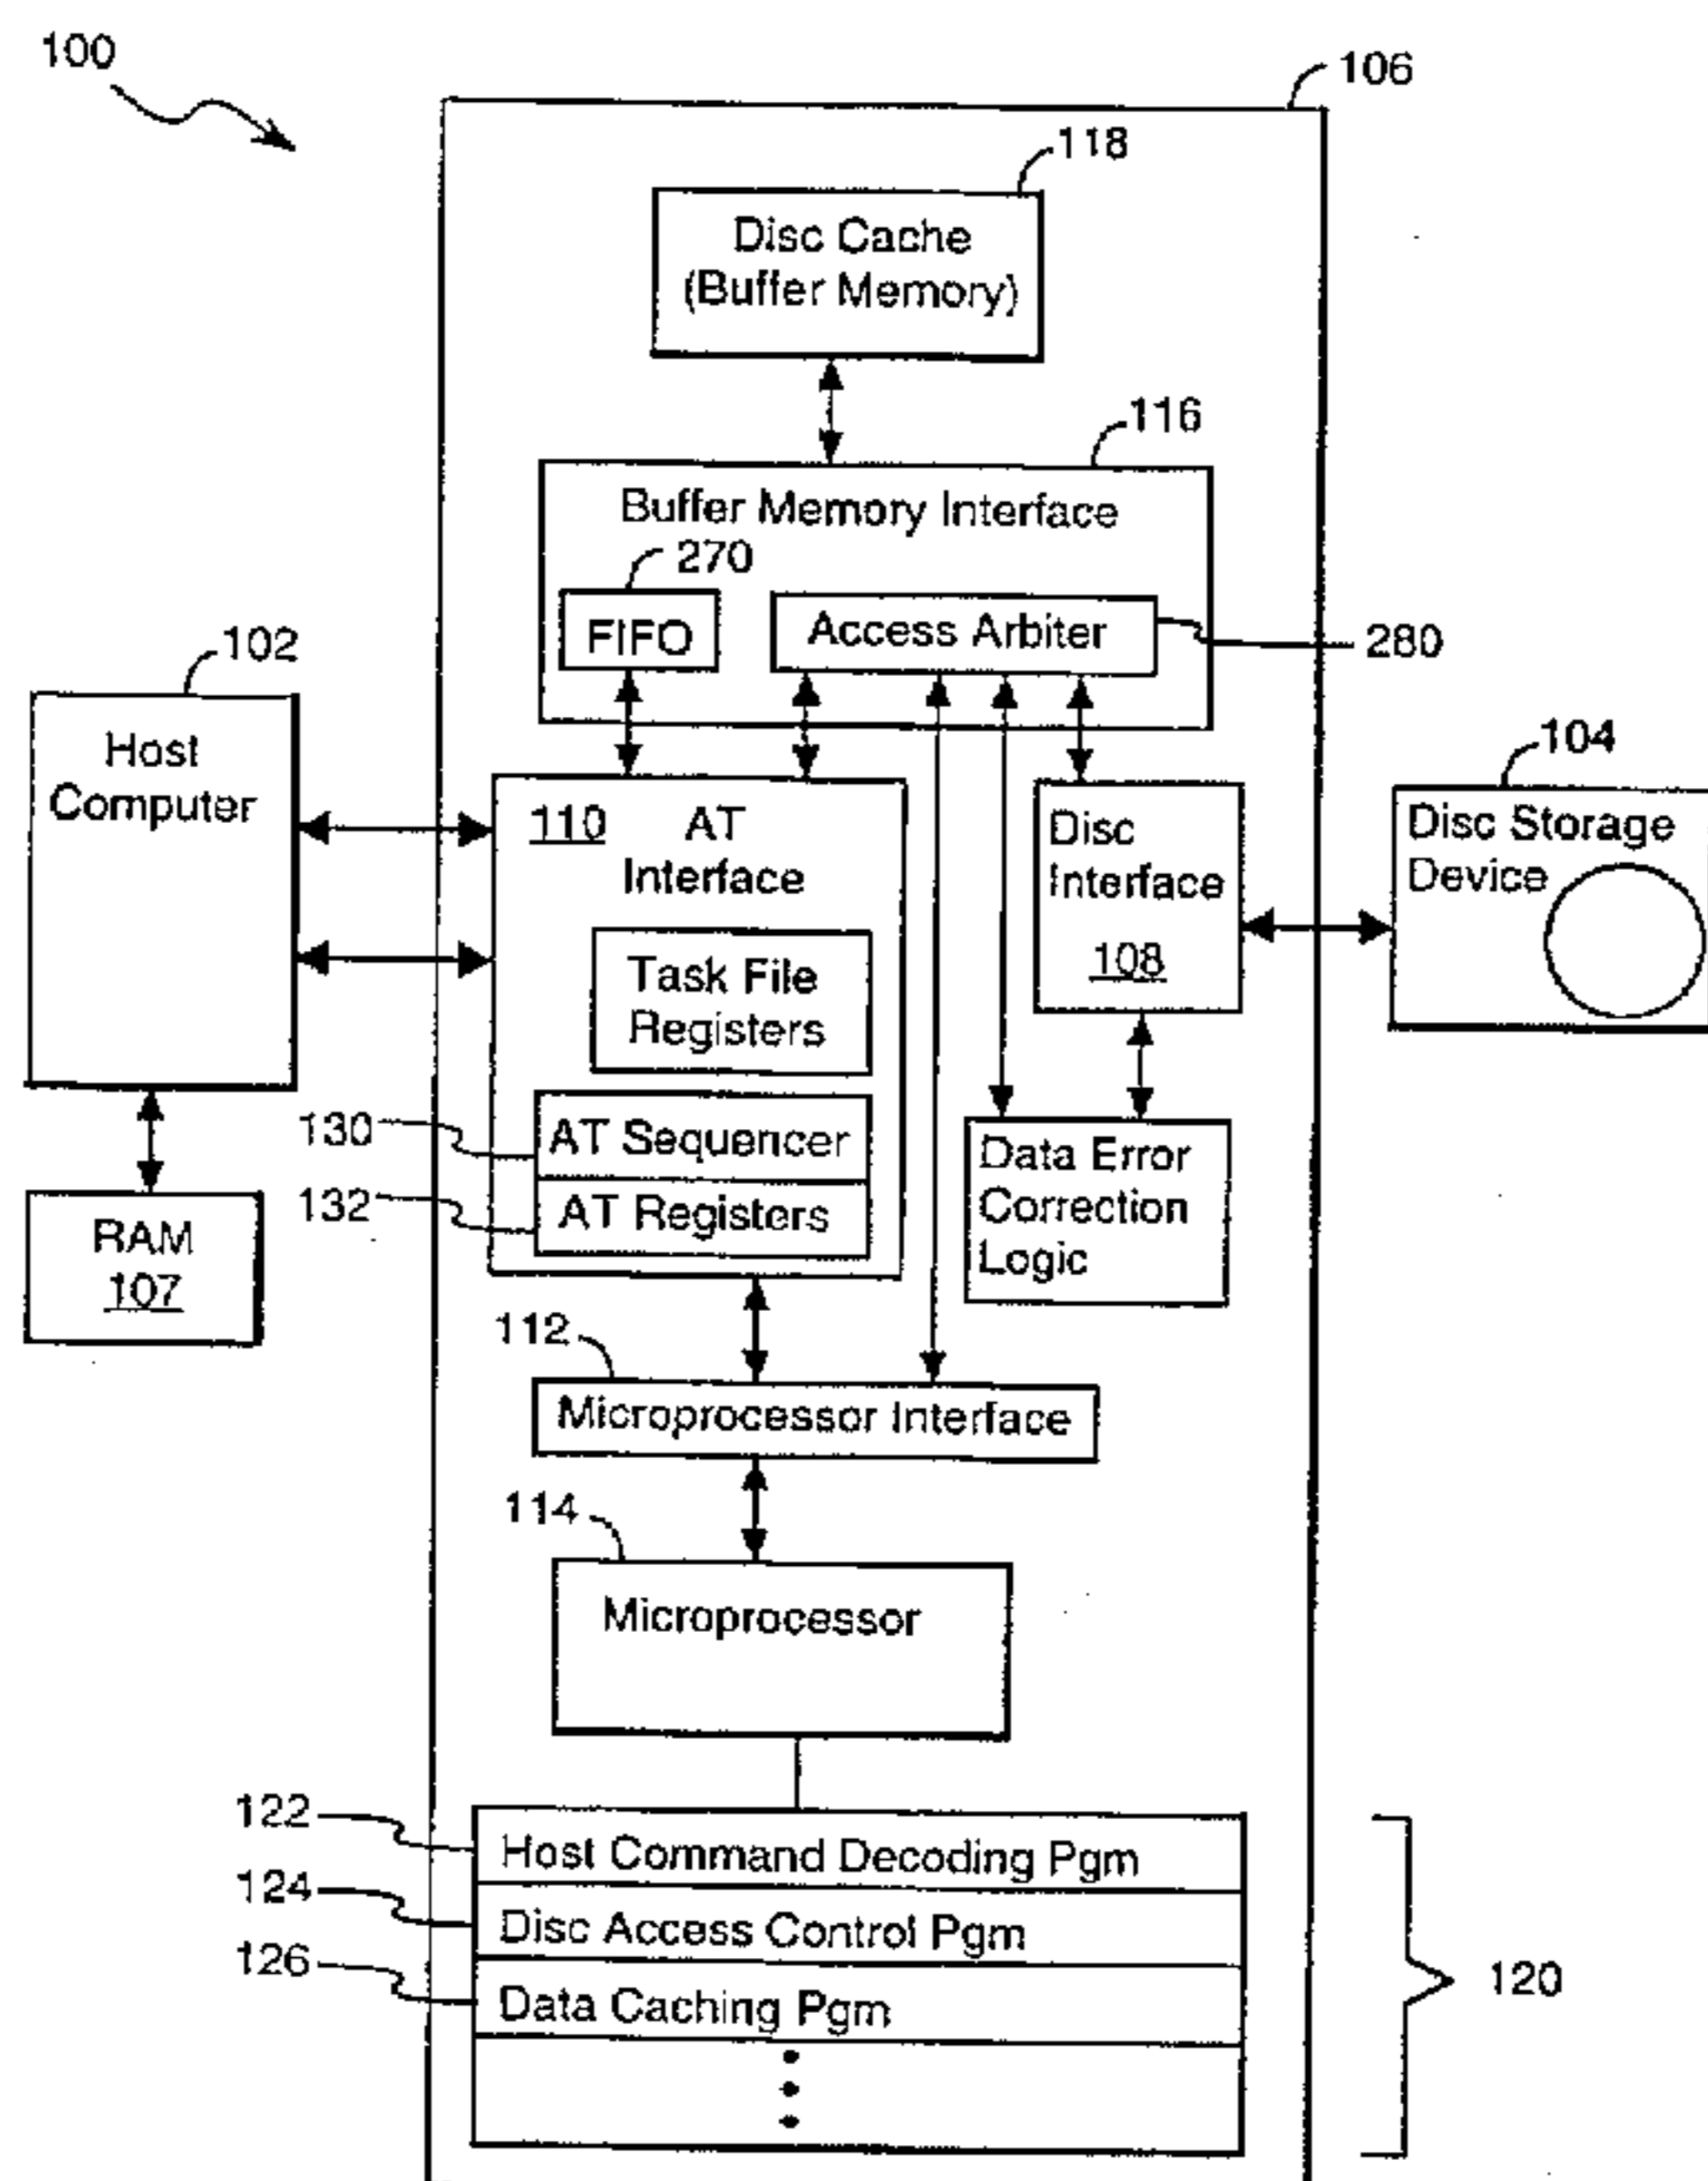 100
106
118
Disc Cache
(Buffer Memory)
116
Buffer Memory Interface
270
FIFO
Access Arbiter
280
102
Host
Computer
104
Disc Storage
Device
110
AT
Interface
Disc
Interface
108
Task File
Registers
130
AT Sequencer
132
AT Registers
Data Error
Correction
Logic
RAM
107
112
Microprocessor Interface
114
Microprocessor
122
Host Command Decoding Pgm
124
Disc Access Control Pgm
126
Data Caching Pgm
120